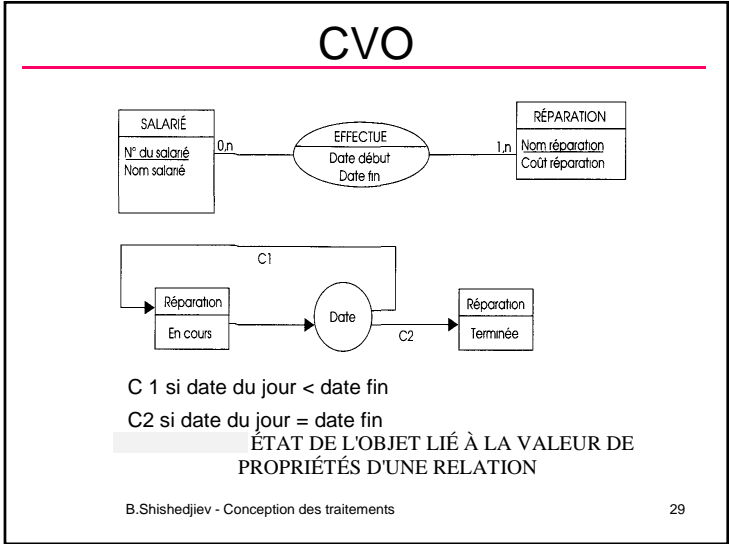 CVO
SALARIÉ
N° du salarié
Nom salarié
0,n
EFFECTUE
Date début
Date fin
1,n
RÉPARATION
Nom réparation
Coût réparation
C1
Réparation
En cours
Date
C2
Réparation
Terminée
C 1 si date du jour < date fin
C2 si date du jour = date fin
ÉTAT DE L'OBJET LIÉ À LA VALEUR DE
PROPRIÉTÉS D'UNE RELATION
B.Shishedjiev - Conception des traitements
29